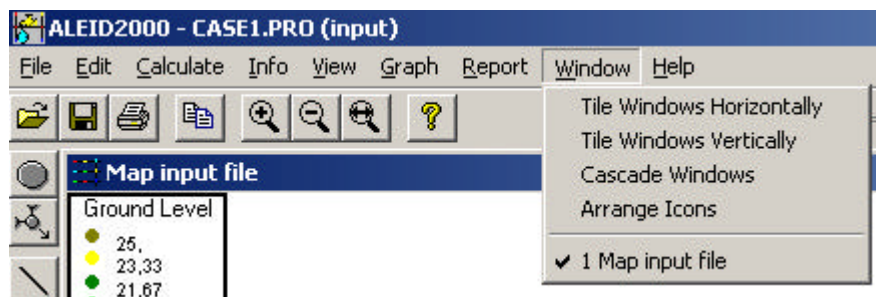 ALEID2000 - CASE1.PRO (input)
File Edit Calculate Info View Graph Report Window Help
Tile Windows Horizontally
Tile Windows Vertically
Cascade Windows
Arrange Icons
1 Map input file
Map input file
Ground Level
25,
23,33
21,67